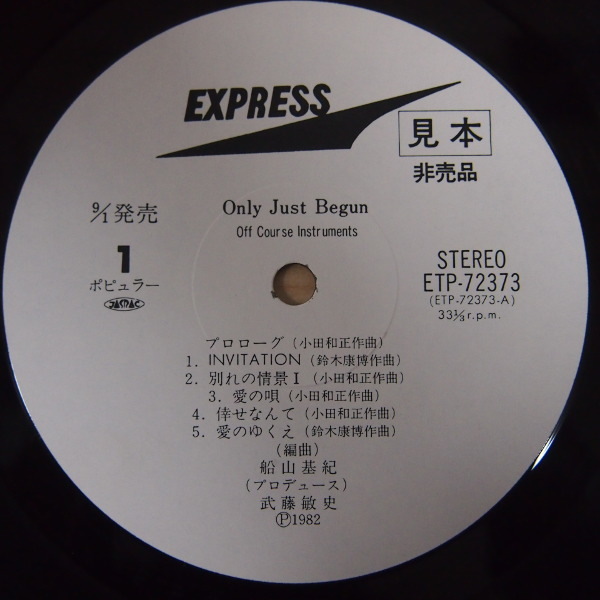 EXPRESS
見本
非売品
9/1発売
Only Just Begun
Off Course Instruments
1
ポピュラー
JASRAC
STEREO
ETP-72373
(ETP-72373-A)
33⅓r.p.m.
プロローグ(小田和正作曲)
1. INVITATION(鈴木康博作曲)
2. 別れの情景I(小田和正作曲)
3. 愛の唄(小田和正作曲)
4. 倖せなんて(小田和正作曲)
5. 愛のゆくえ(鈴木康博作曲)
(編曲)
船山基紀
(プロデュース)
武藤敏史
Ⓟ1982